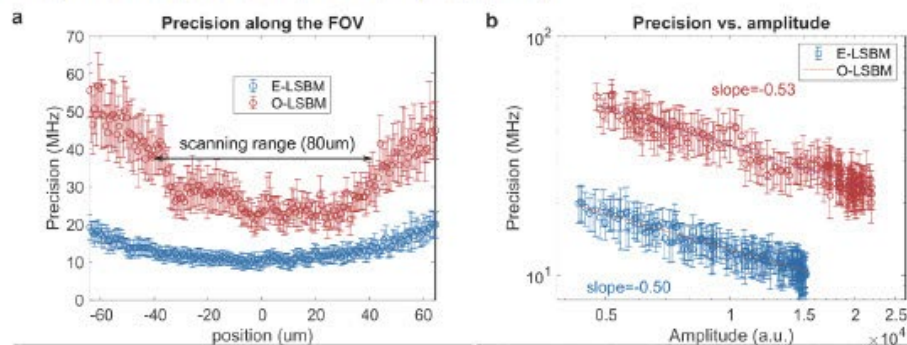 a
Precision along the FOV
Precision (MHz)
70
60
50
40
30
20
10
0
E-LSBM
O-LSBM
scanning range (80um)
-60 -40 -20 0 20 40 60
position (um)
b
Precision vs. amplitude
Precision (MHz)
10^2
10^1
E-LSBM
O-LSBM
slope=-0.53
slope=-0.50
0.5 1 1.5 2 2.5
Amplitude (a.u.) × 10^4